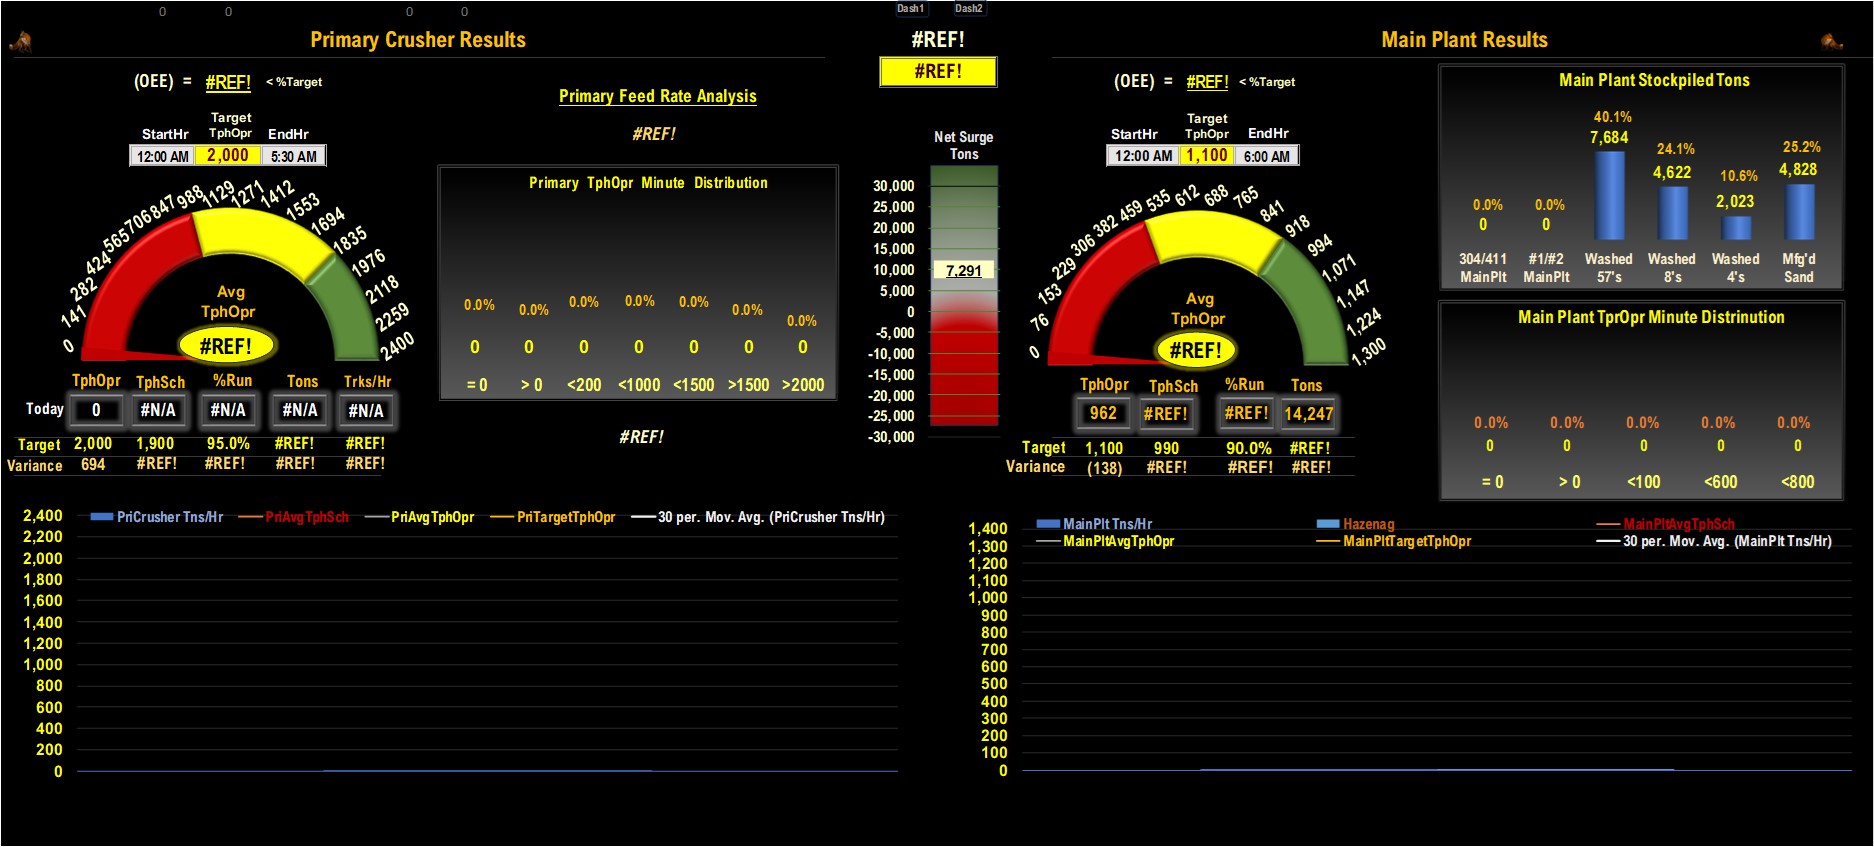 0 0 0 0
Dash1 Dash2
Primary Crusher Results
(OEE) = #REF! < %Target
Target
TphOpr
StartHr EndHr
12:00 AM 2,000 5:30 AM
0 141 282 424 565 706 847 988 1129 1271 1412 1553 1694 1835 1976 2118 2259 2400
Avg
TphOpr
#REF!
TphOpr TphSch %Run Tons Trks/Hr
Today 0 #N/A #N/A #N/A #N/A
Target 2,000 1,900 95.0% #REF! #REF!
Variance 694 #REF! #REF! #REF! #REF!
Primary Feed Rate Analysis
#REF!
Primary TphOpr Minute Distribution
0.0% 0.0% 0.0% 0.0% 0.0% 0.0% 0.0%
0 0 0 0 0 0 0
= 0 > 0 <200 <1000 <1500 >1500 >2000
#REF!
#REF!
#REF!
Net Surge
Tons
30,000
25,000
20,000
15,000
10,000
7,291
5,000
0
-5,000
-10,000
-15,000
-20,000
-25,000
-30,000
Main Plant Results
(OEE) = #REF! < %Target
Target
StartHr TphOpr EndHr
12:00 AM 1,100 6:00 AM
0 76 153 229 306 382 459 535 612 688 765 841 918 994 1,071 1,147 1,224 1,300
Avg
TphOpr
#REF!
TphOpr TphSch %Run Tons
962 #REF! #REF! 14,247
Target 1,100 990 90.0% #REF!
Variance (138) #REF! #REF! #REF!
Main Plant Stockpiled Tons
0.0% 0.0% 40.1% 24.1% 10.6% 25.2%
0 0 7,684 4,622 2,023 4,828
304/411 #1/#2 Washed Washed Washed Mfg'd
MainPlt MainPlt 57's 8's 4's Sand
Main Plant TprOpr Minute Distrinution
0.0% 0.0% 0.0% 0.0% 0.0%
0 0 0 0 0
= 0 > 0 <100 <600 <800
PriCrusher Tns/Hr PriAvgTphSch PriAvgTphOpr PriTargetTphOpr 30 per. Mov. Avg. (PriCrusher Tns/Hr)
2,400
2,200
2,000
1,800
1,600
1,400
1,200
1,000
800
600
400
200
0
MainPlt Tns/Hr Hazenag MainPltAvgTphSch
MainPltAvgTphOpr MainPltTargetTphOpr 30 per. Mov. Avg. (MainPlt Tns/Hr)
1,400
1,300
1,200
1,100
1,000
900
800
700
600
500
400
300
200
100
0